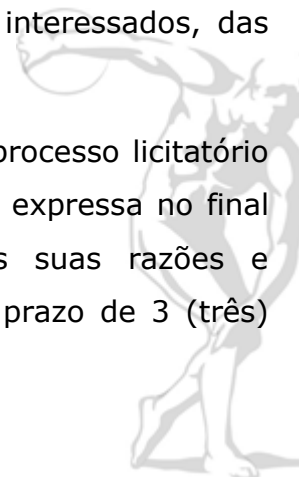 interessados, das
processo licitatório
expressa no final
s suas razões e
prazo de 3 (três)